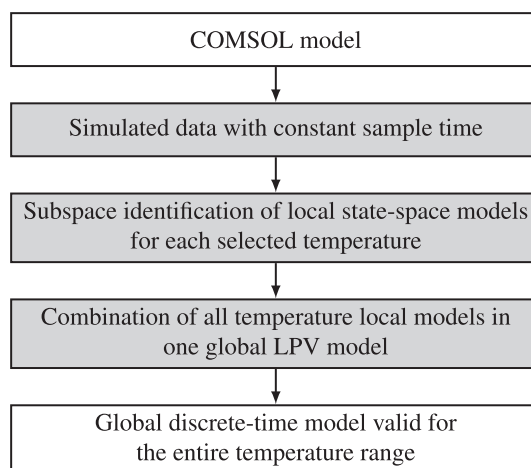 COMSOL model
Simulated data with constant sample time
Subspace identification of local state-space models
for each selected temperature
Combination of all temperature local models in
one global LPV model
Global discrete-time model valid for
the entire temperature range